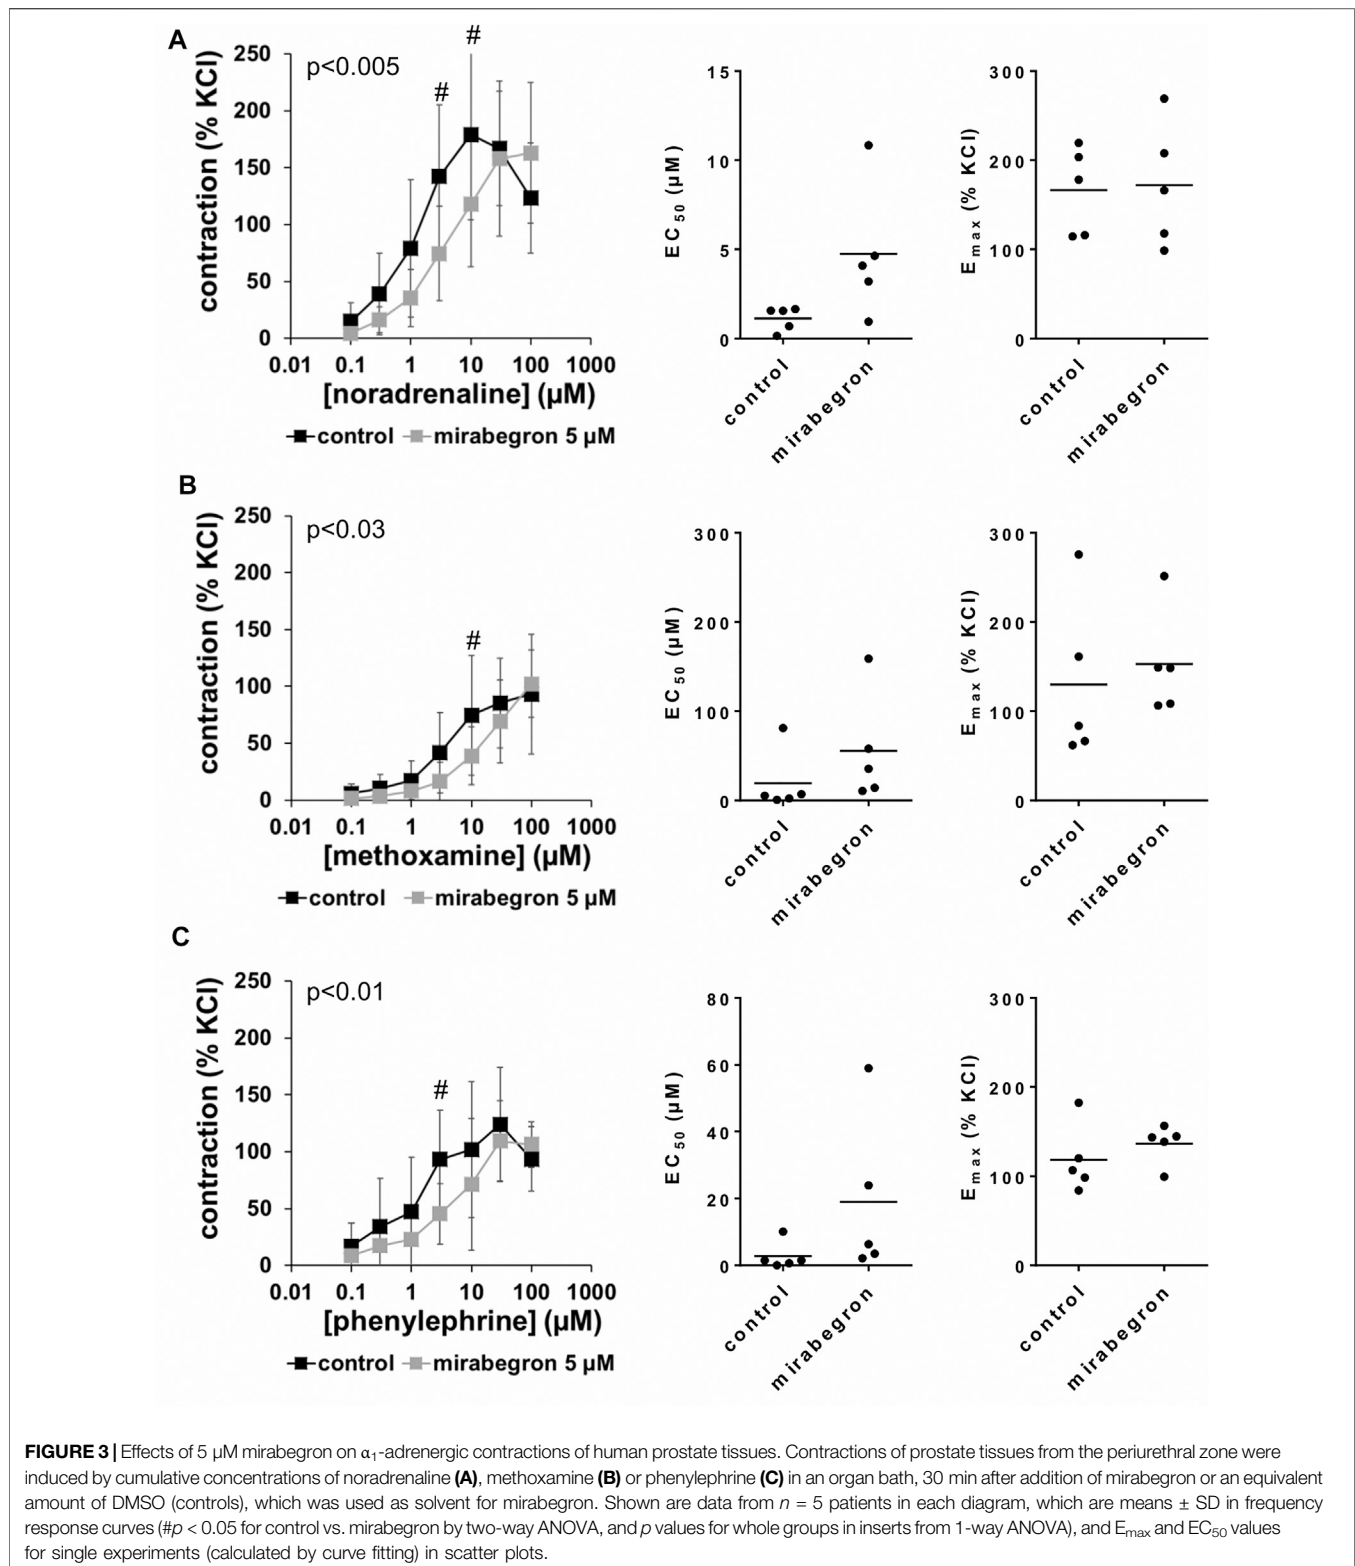 A
250
200
150
100
50
0
contraction (% KCl)
p<0.005
#
#
0.01 0.1 1 10 100 1000
[noradrenaline] (µM)
control mirabegron 5 µM
15
10
5
0
EC50 (µM)
control
mirabegron
300
200
100
0
Emax (% KCl)
control
mirabegron
B
250
200
150
100
50
0
contraction (% KCl)
p<0.03
#
0.01 0.1 1 10 100 1000
[methoxamine] (µM)
control mirabegron 5 µM
300
200
100
0
EC50 (µM)
control
mirabegron
300
200
100
0
Emax (% KCl)
control
mirabegron
C
250
200
150
100
50
0
contraction (% KCl)
p<0.01
#
0.01 0.1 1 10 100 1000
[phenylephrine] (µM)
control mirabegron 5 µM
80
60
40
20
0
EC50 (µM)
control
mirabegron
300
200
100
0
Emax (% KCl)
control
mirabegron
FIGURE 3 | Effects of 5 µM mirabegron on α1-adrenergic contractions of human prostate tissues. Contractions of prostate tissues from the periurethral zone were
induced by cumulative concentrations of noradrenaline (A), methoxamine (B) or phenylephrine (C) in an organ bath, 30 min after addition of mirabegron or an equivalent
amount of DMSO (controls), which was used as solvent for mirabegron. Shown are data from n = 5 patients in each diagram, which are means ± SD in frequency
response curves (#p < 0.05 for control vs. mirabegron by two-way ANOVA, and p values for whole groups in inserts from 1-way ANOVA), and Emax and EC50 values
for single experiments (calculated by curve fitting) in scatter plots.